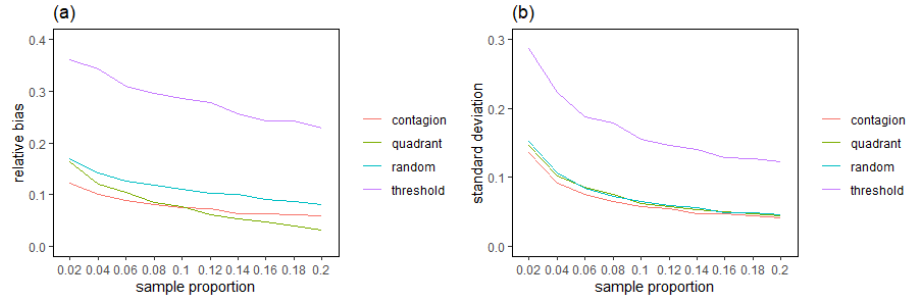 (a)
relative bias
0.4
0.3
0.2
0.1
0.0
0.02 0.04 0.06 0.08 0.1 0.12 0.14 0.16 0.18 0.2
sample proportion
contagion
quadrant
random
threshold
(b)
standard deviation
0.3
0.2
0.1
0.0
0.02 0.04 0.06 0.08 0.1 0.12 0.14 0.16 0.18 0.2
sample proportion
contagion
quadrant
random
threshold